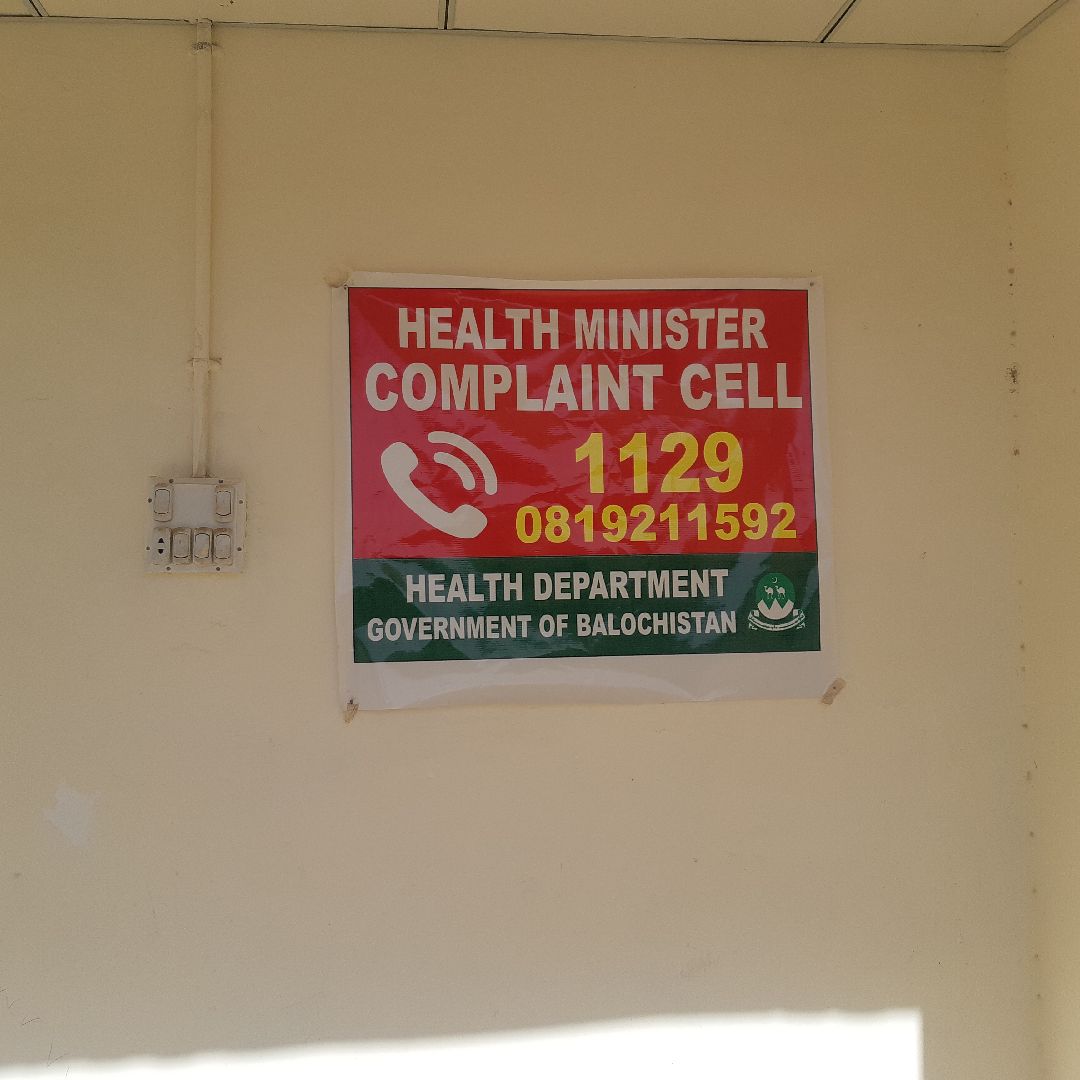 HEALTH MINISTER
COMPLAINT CELL
1129
0819211592
HEALTH DEPARTMENT
GOVERNMENT OF BALOCHISTAN